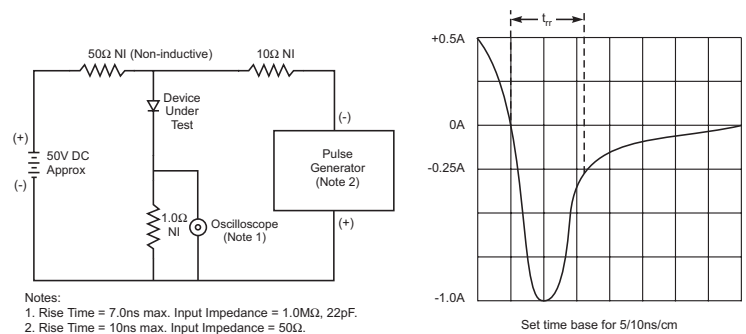 50Ω NI (Non-inductive)
10Ω NI
Device
Under
Test
(+)
50V DC
Approx
(-)
(-)
Pulse
Generator
(Note 2)
(+)
1.0Ω
NI
Oscilloscope
(Note 1)
Notes:
1. Rise Time = 7.0ns max. Input Impedance = 1.0MΩ, 22pF.
2. Rise Time = 10ns max. Input Impedance = 50Ω.
trr
+0.5A
0A
-0.25A
-1.0A
Set time base for 5/10ns/cm